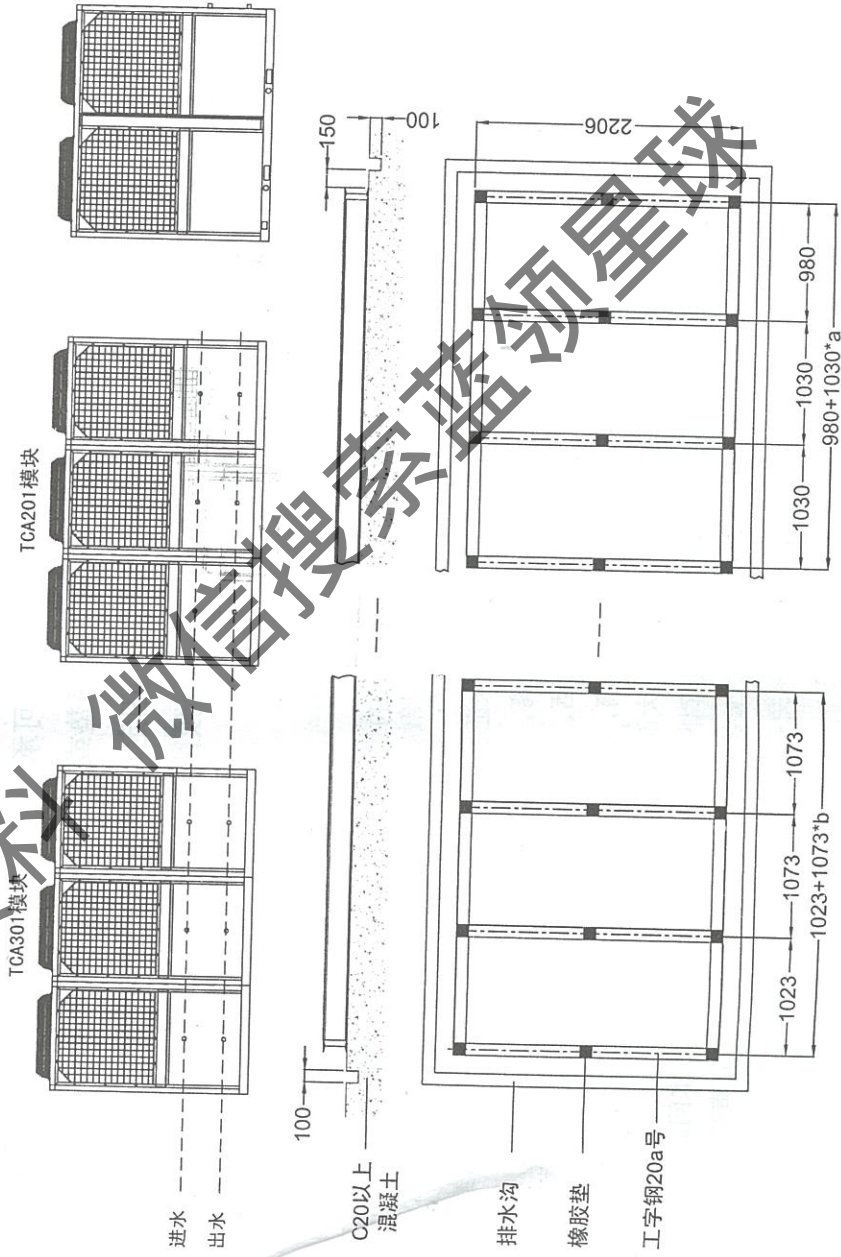 TCA301模块
TCA201模块
进水
出水
100
150
100
C20以上
混凝土
排水沟
橡胶垫
工字钢20a号
2206
1023
1073
1073
1023+1073*b
1030
1030
980
980+1030*a
科 微信搜索蓝领星球